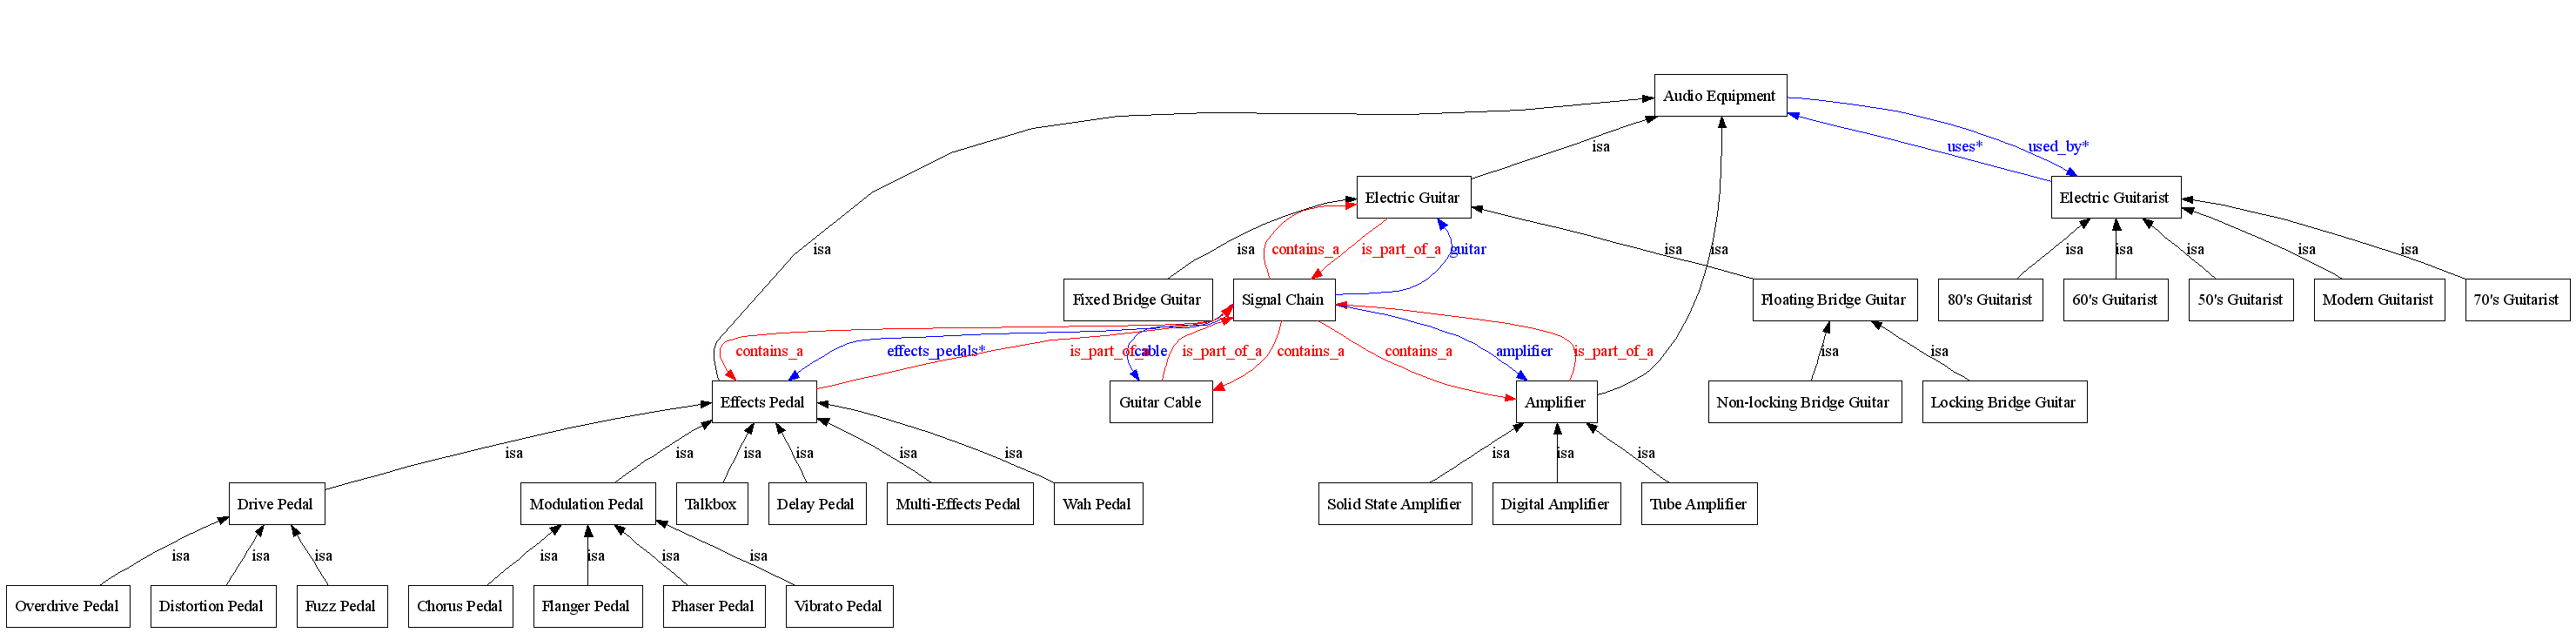 Audio Equipment
isa
uses*
used_by*
Electric Guitar
Electric Guitarist
isa
isa
contains_a
is_part_of_a
guitar
isa
isa
isa
isa
isa
isa
isa
Fixed Bridge Guitar
Signal Chain
Floating Bridge Guitar
80's Guitarist
60's Guitarist
50's Guitarist
Modern Guitarist
70's Guitarist
contains_a
effects_pedals*
is_part_of_a
cable
is_part_of_a
contains_a
contains_a
amplifier
is_part_of_a
isa
isa
Effects Pedal
Guitar Cable
Amplifier
Non-locking Bridge Guitar
Locking Bridge Guitar
isa
isa
isa
isa
isa
isa
isa
isa
isa
Drive Pedal
Modulation Pedal
Talkbox
Delay Pedal
Multi-Effects Pedal
Wah Pedal
Solid State Amplifier
Digital Amplifier
Tube Amplifier
isa
isa
isa
isa
isa
isa
isa
Overdrive Pedal
Distortion Pedal
Fuzz Pedal
Chorus Pedal
Flanger Pedal
Phaser Pedal
Vibrato Pedal